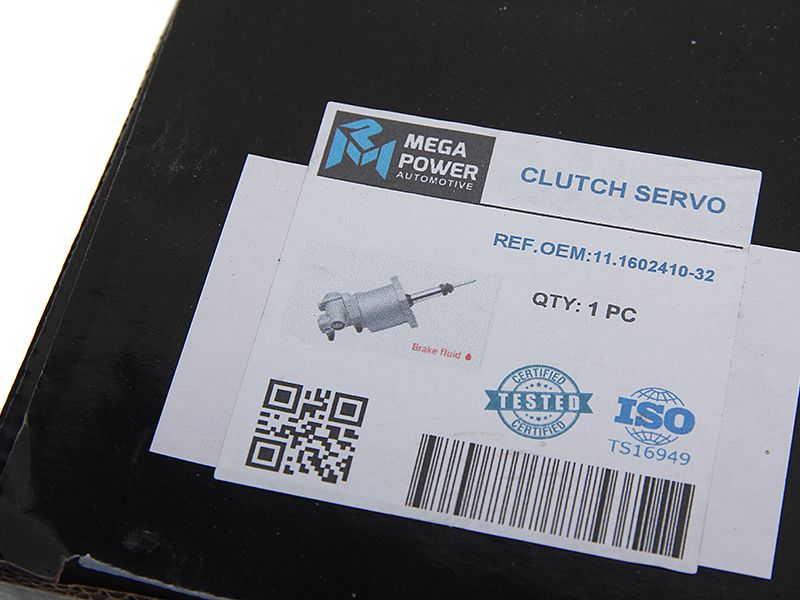 MEGA
POWER
AUTOMOTIVE
CLUTCH SERVO
REF.OEM:11.1602410-32
QTY: 1 PC
Brake fluid
CERTIFIED
TESTED
CERTIFIED
ISO
TS16949